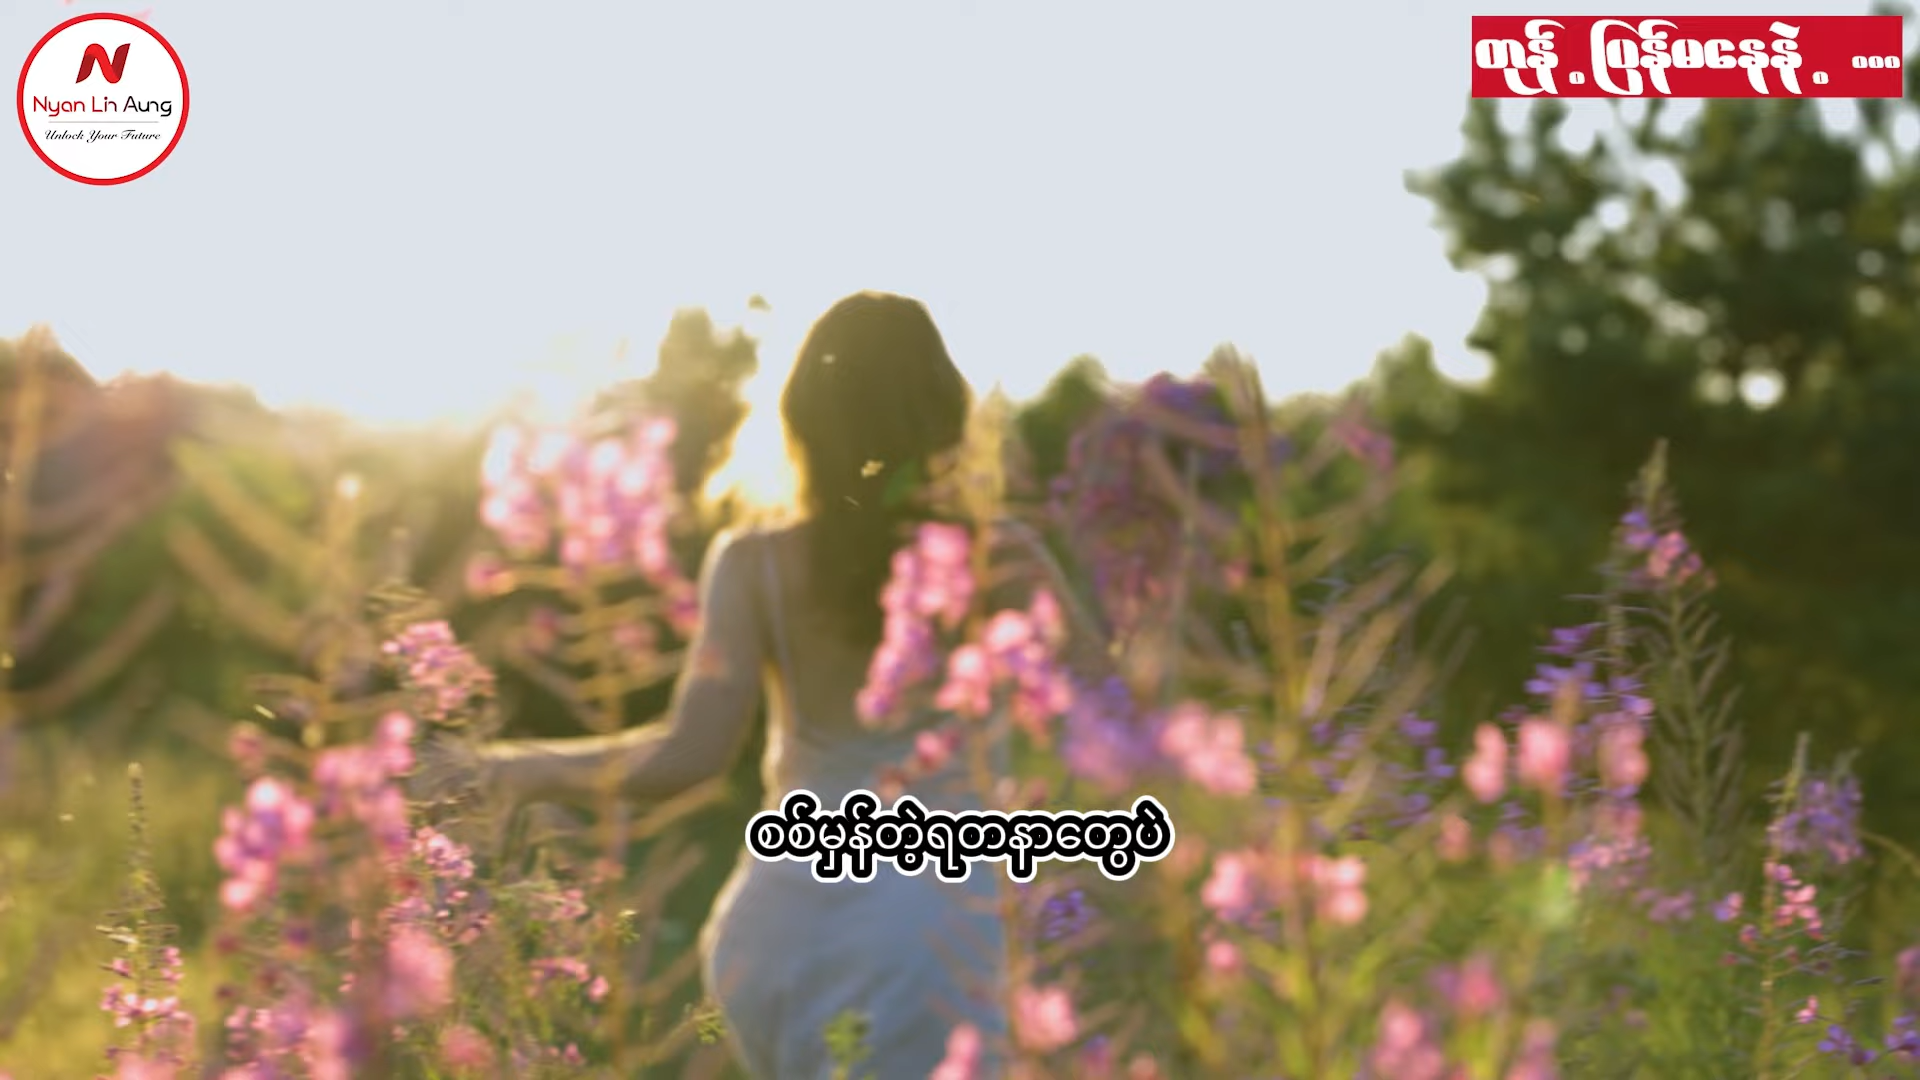 Nyan Lin Aung
Unlock Your Future
တုန့်ပြန်မနေနဲ့ ...
စစ်မှန်တဲ့ရတနာတွေပဲ